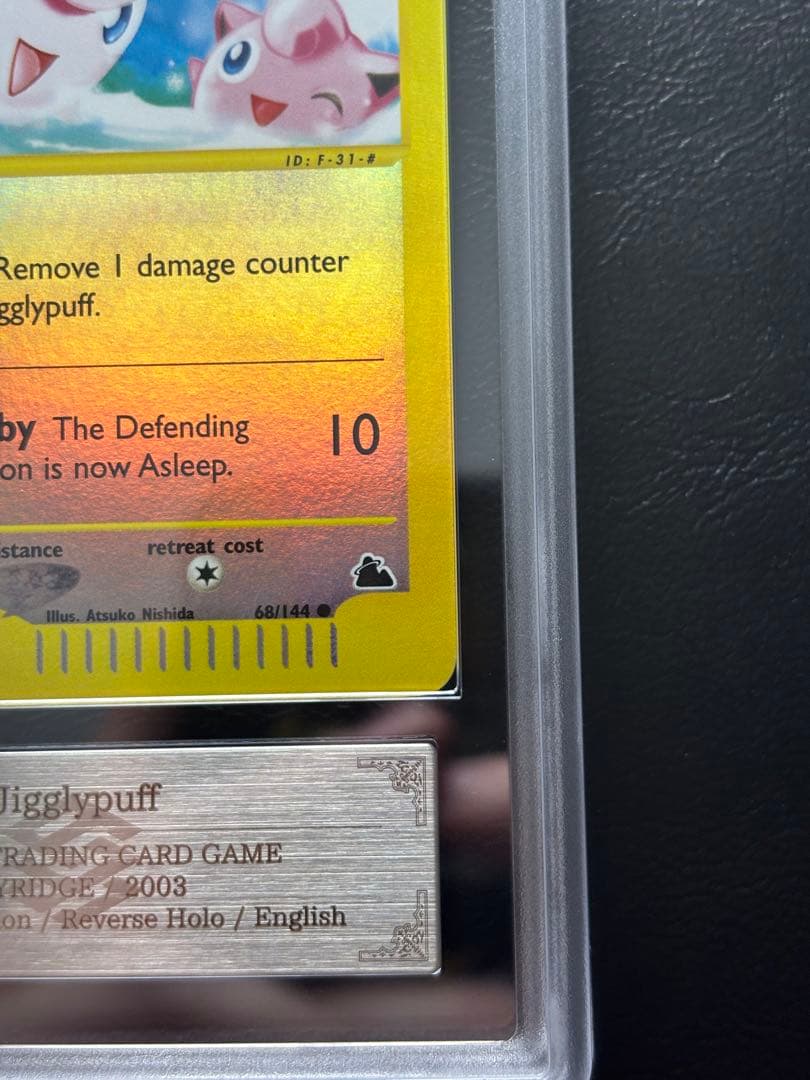 ID: F-31-#
Remove 1 damage counter
gglypuff.
by The Defending
on is now Asleep.
10
stance
retreat cost
Illus. Atsuko Nishida
68/144
Jigglypuff
TRADING CARD GAME
YRIDGE / 2003
on / Reverse Holo / English